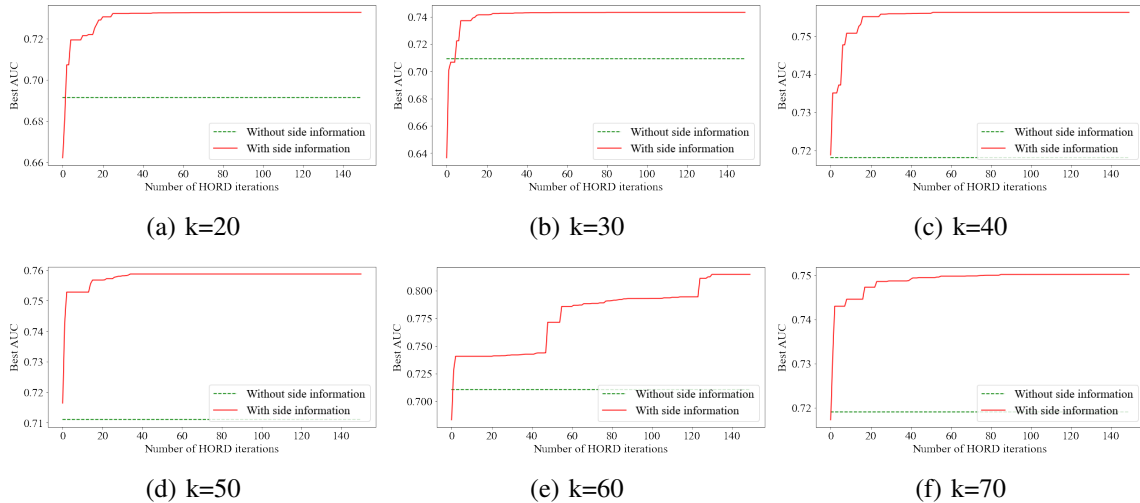 Best AUC
0.72
0.70
0.68
0.66
Without side information
With side information
0 20 40 60 80 100 120 140
Number of HORD iterations
(a) k=20
Best AUC
0.74
0.72
0.70
0.68
0.66
0.64
Without side information
With side information
0 20 40 60 80 100 120 140
Number of HORD iterations
(b) k=30
Best AUC
0.75
0.74
0.73
0.72
Without side information
With side information
0 20 40 60 80 100 120 140
Number of HORD iterations
(c) k=40
Best AUC
0.76
0.75
0.74
0.73
0.72
0.71
Without side information
With side information
0 20 40 60 80 100 120 140
Number of HORD iterations
(d) k=50
Best AUC
0.800
0.775
0.750
0.725
0.700
Without side information
With side information
0 20 40 60 80 100 120 140
Number of HORD iterations
(e) k=60
Best AUC
0.75
0.74
0.73
0.72
Without side information
With side information
0 20 40 60 80 100 120 140
Number of HORD iterations
(f) k=70